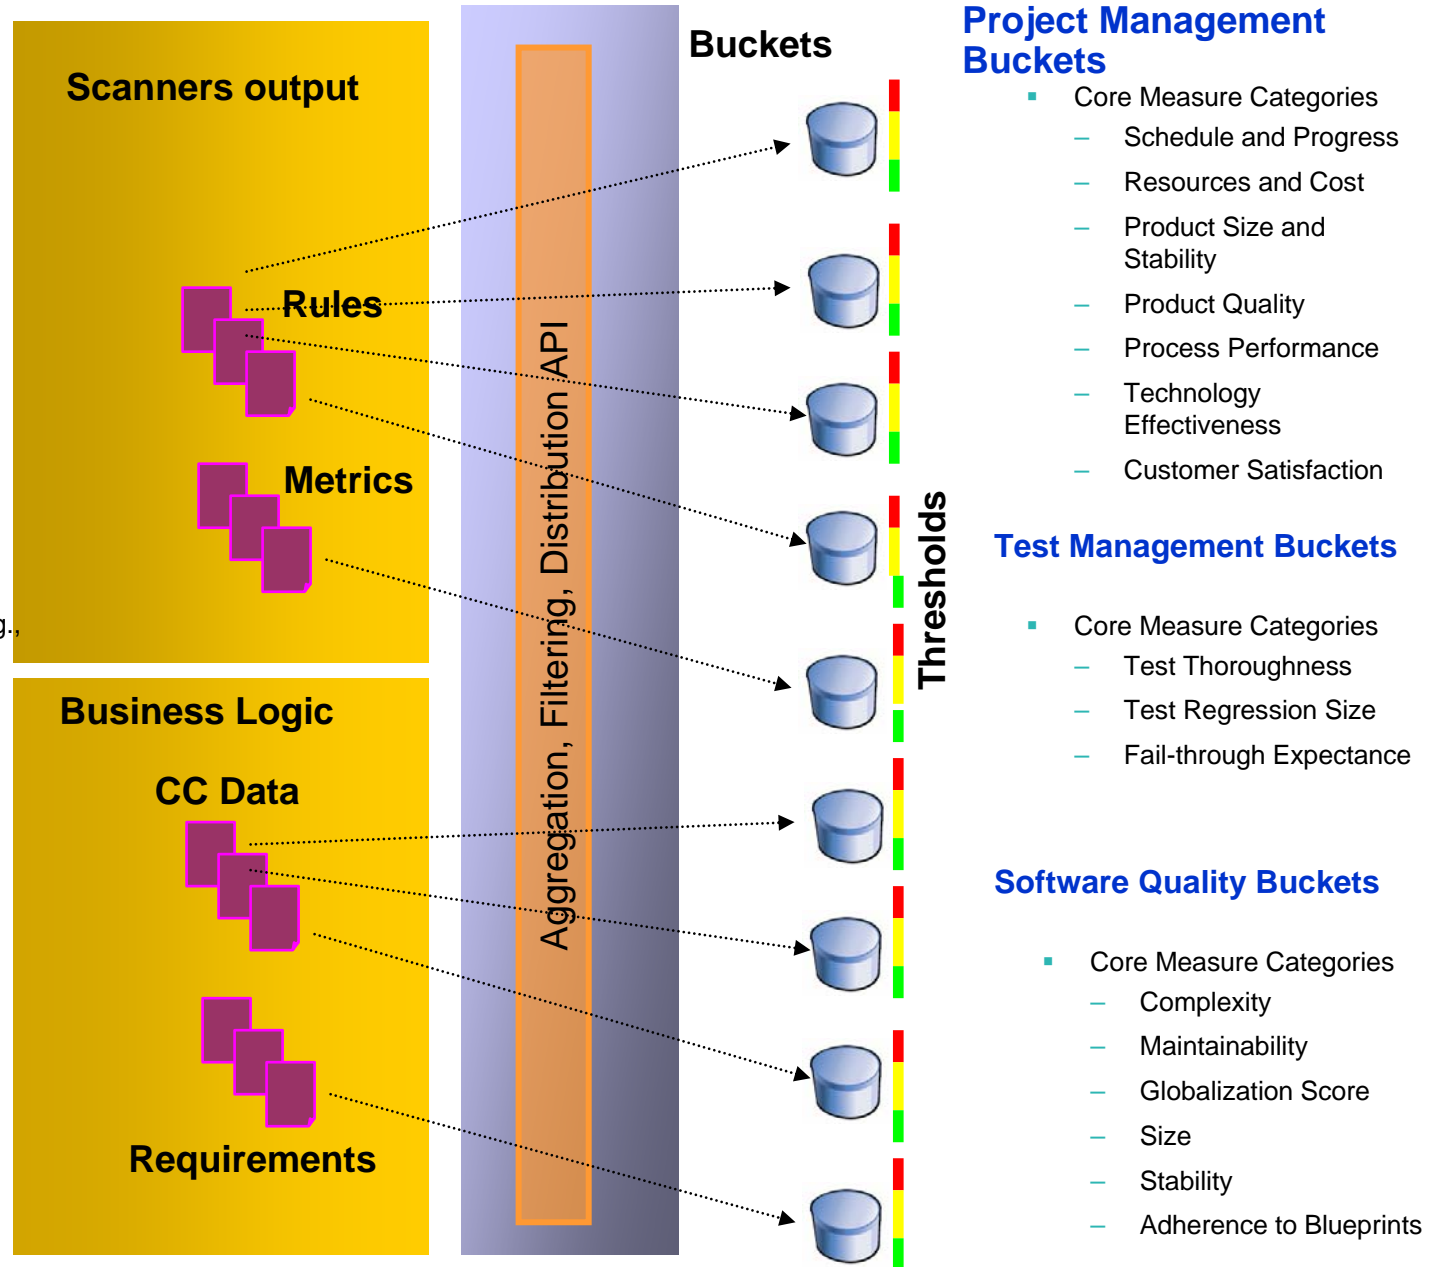 Scanners output
Rules
Metrics
g.,
Business Logic
CC Data
Requirements
Aggregation, Filtering, Distribution API
Buckets
Thresholds
Project Management
Buckets
Core Measure Categories
– Schedule and Progress
– Resources and Cost
– Product Size and
Stability
– Product Quality
– Process Performance
– Technology
Effectiveness
– Customer Satisfaction
Test Management Buckets
Core Measure Categories
– Test Thoroughness
– Test Regression Size
– Fail-through Expectance
Software Quality Buckets
Core Measure Categories
– Complexity
– Maintainability
– Globalization Score
– Size
– Stability
– Adherence to Blueprints